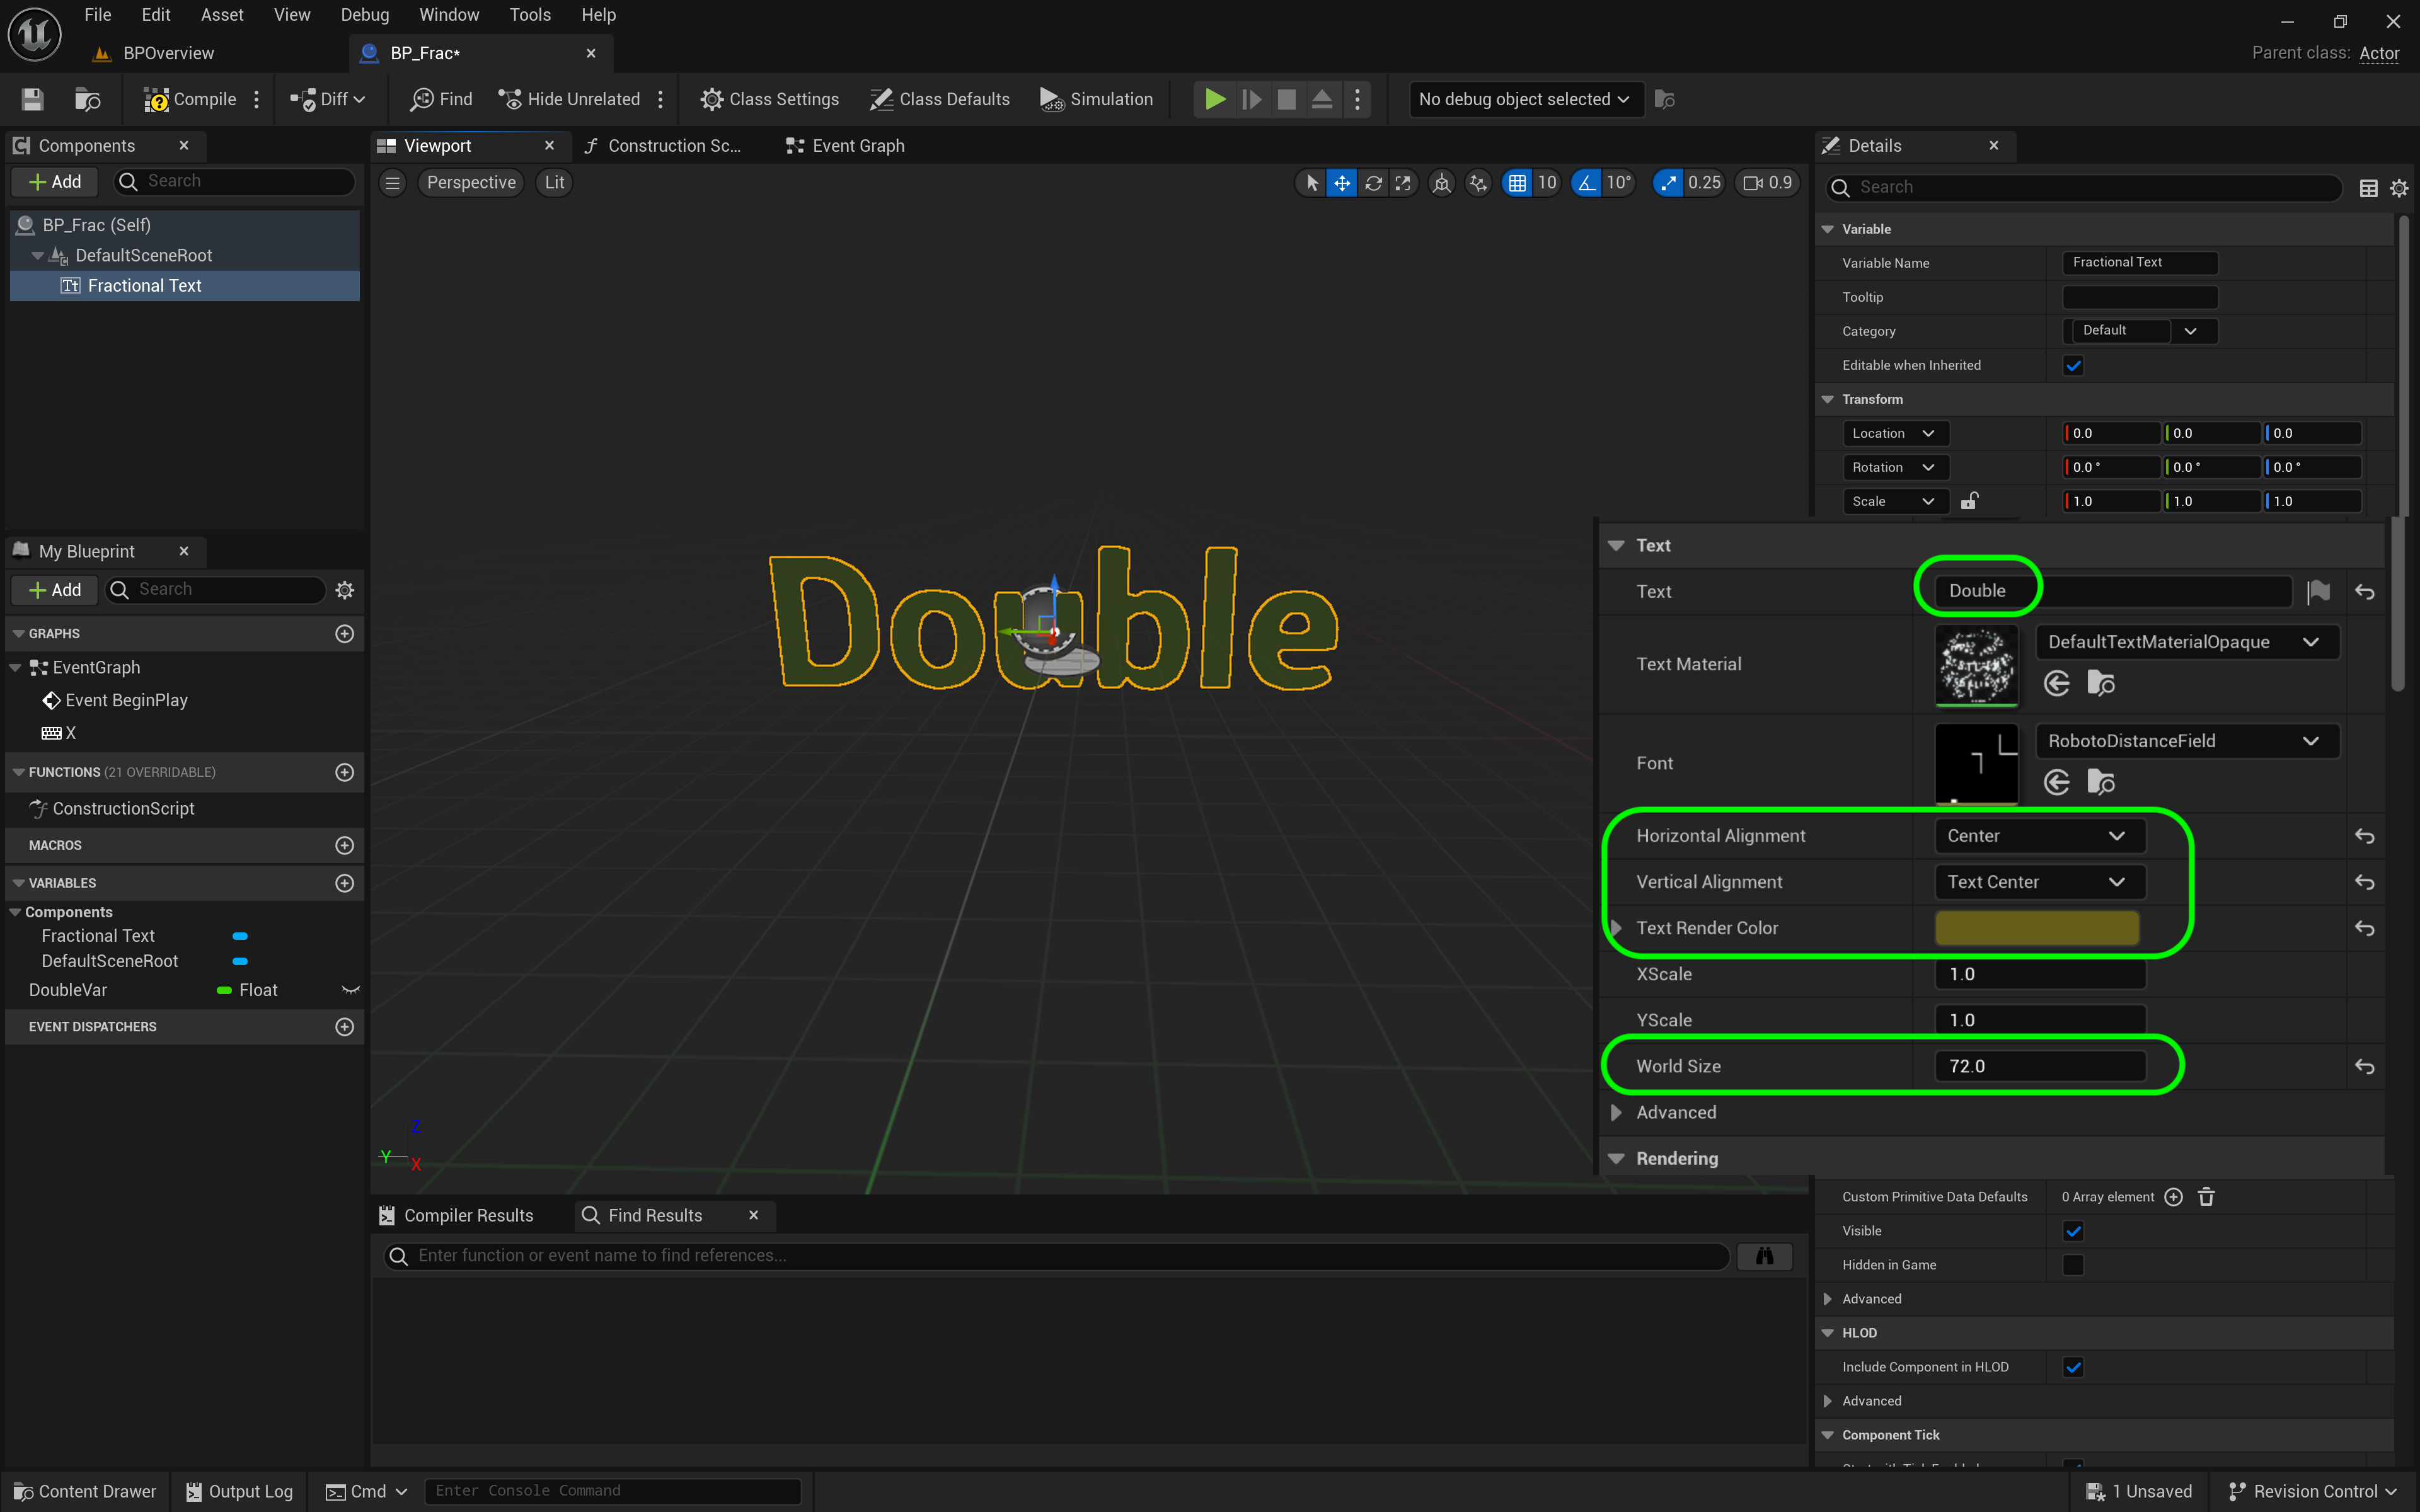 File Edit Asset View Debug Window Tools Help
BPOverview
BP_Frac*
Parent class: Actor
Compile
Diff
Find
Hide Unrelated
Class Settings
Class Defaults
Simulation
No debug object selected
Components
Add
Search
BP_Frac (Self)
DefaultSceneRoot
Tt Fractional Text
My Blueprint
Add
Search
GRAPHS
EventGraph
Event BeginPlay
X
FUNCTIONS (21 OVERRIDABLE)
ConstructionScript
MACROS
VARIABLES
Components
Fractional Text
DefaultSceneRoot
DoubleVar Float
EVENT DISPATCHERS
Viewport
Construction Sc...
Event Graph
Perspective
Lit
10
10°
0.25
0.9
Double
Z
Y
X
Compiler Results
Find Results
Enter function or event name to find references...
Details
Search
Variable
Variable Name Fractional Text
Tooltip
Category Default
Editable when Inherited
Transform
Location 0.0 0.0 0.0
Rotation 0.0 ° 0.0 ° 0.0 °
Scale 1.0 1.0 1.0
Text
Text Double
Text Material DefaultTextMaterialOpaque
Font RobotoDistanceField
Horizontal Alignment Center
Vertical Alignment Text Center
Text Render Color
XScale 1.0
YScale 1.0
World Size 72.0
Advanced
Rendering
Custom Primitive Data Defaults 0 Array element
Visible
Hidden in Game
Advanced
HLOD
Include Component in HLOD
Advanced
Component Tick
Content Drawer
Output Log
Cmd
Enter Console Command
1 Unsaved
Revision Control